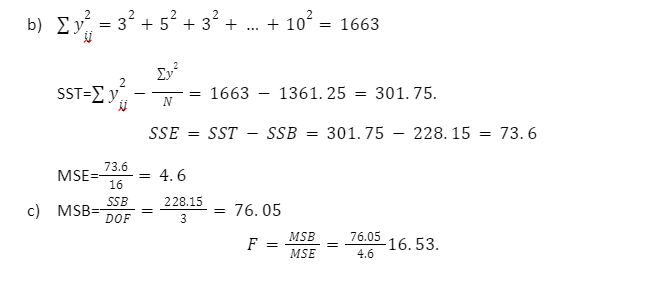 b) ∑ y²ᵢⱼ = 3² + 5² + 3² + ... + 10² = 1663
SST=∑ y²ᵢⱼ − Σy²/N = 1663 − 1361.25 = 301.75.
SSE = SST − SSB = 301.75 − 228.15 = 73.6
MSE=73.6/16 = 4.6
c) MSB=SSB/DOF = 228.15/3 = 76.05
F = MSB/MSE = 76.05/4.6 16.53.